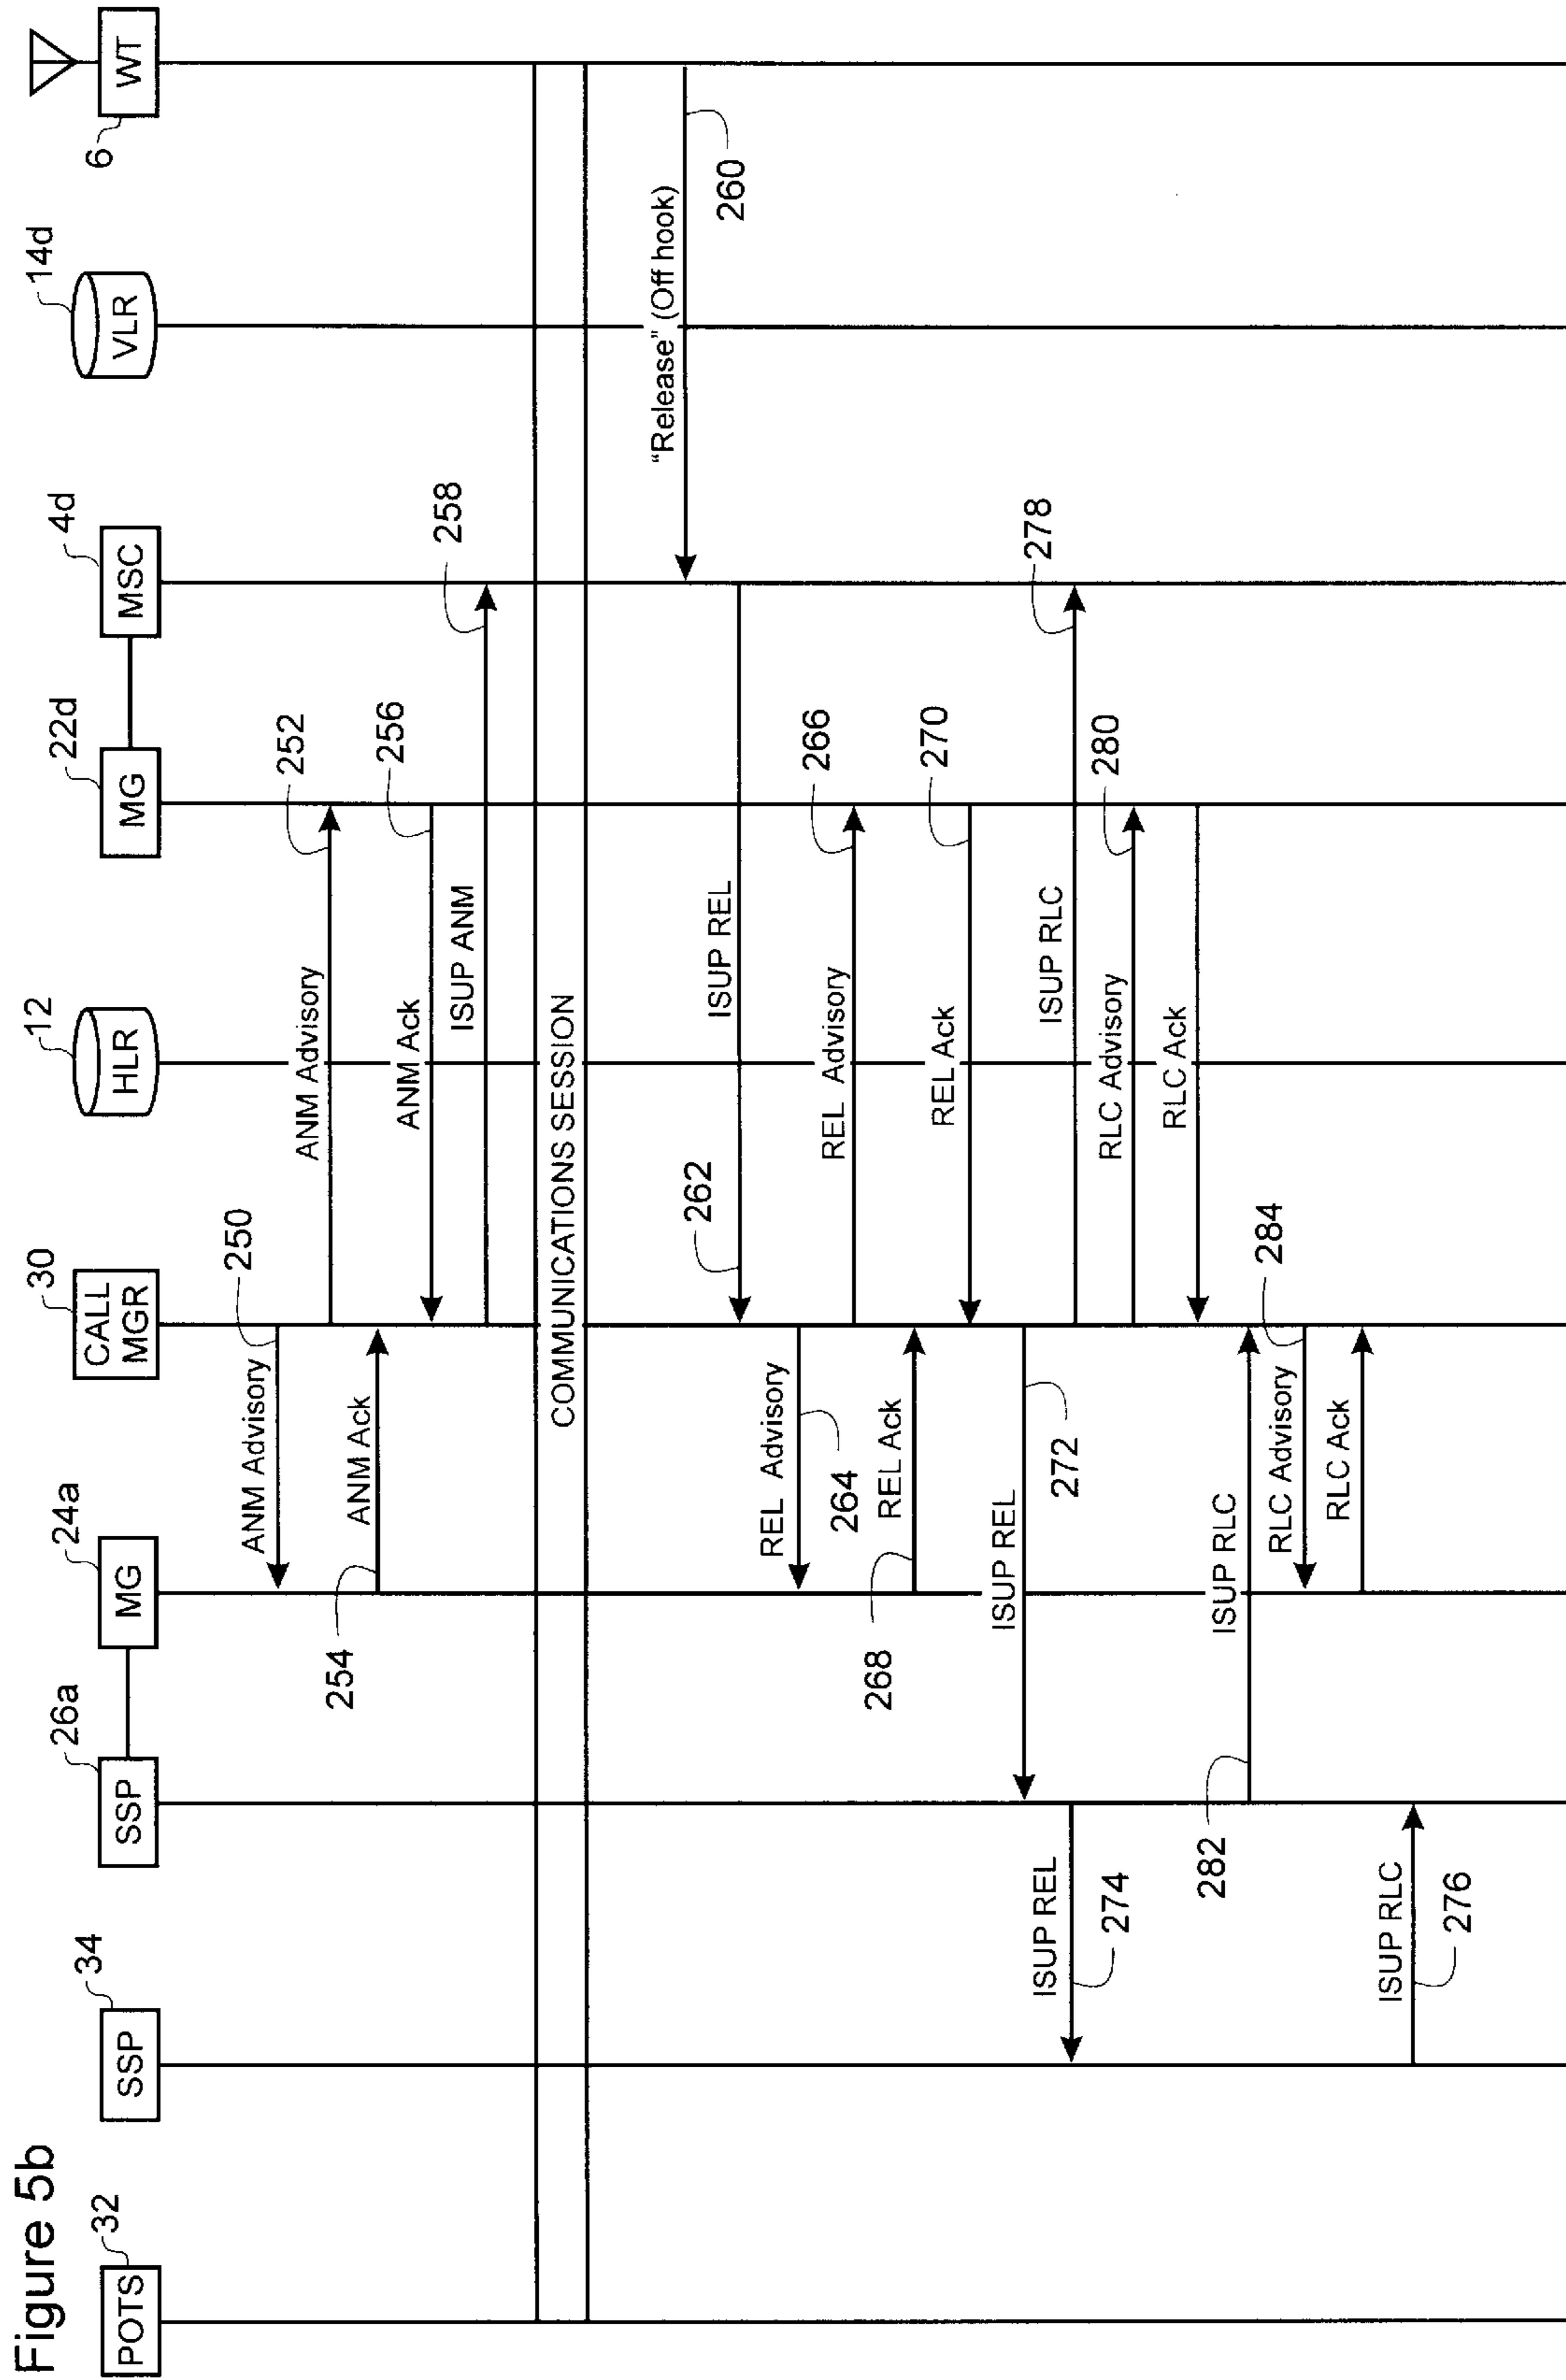 Figure 5b
POTS
32
SSP
34
SSP
26a
MG
24a
CALL
MGR
30
HLR
12
MG
22d
MSC
4d
VLR
14d
WT
6
ANM Advisory
250
ANM Advisory
252
ANM Ack
254
ANM Ack
256
ISUP ANM
258
COMMUNICATIONS SESSION
"Release" (Off hook)
260
ISUP REL
262
REL Advisory
264
REL Advisory
266
REL Ack
268
REL Ack
270
ISUP REL
272
ISUP REL
274
ISUP RLC
278
RLC Advisory
280
RLC Ack
ISUP RLC
282
RLC Advisory
284
RLC Ack
ISUP RLC
276